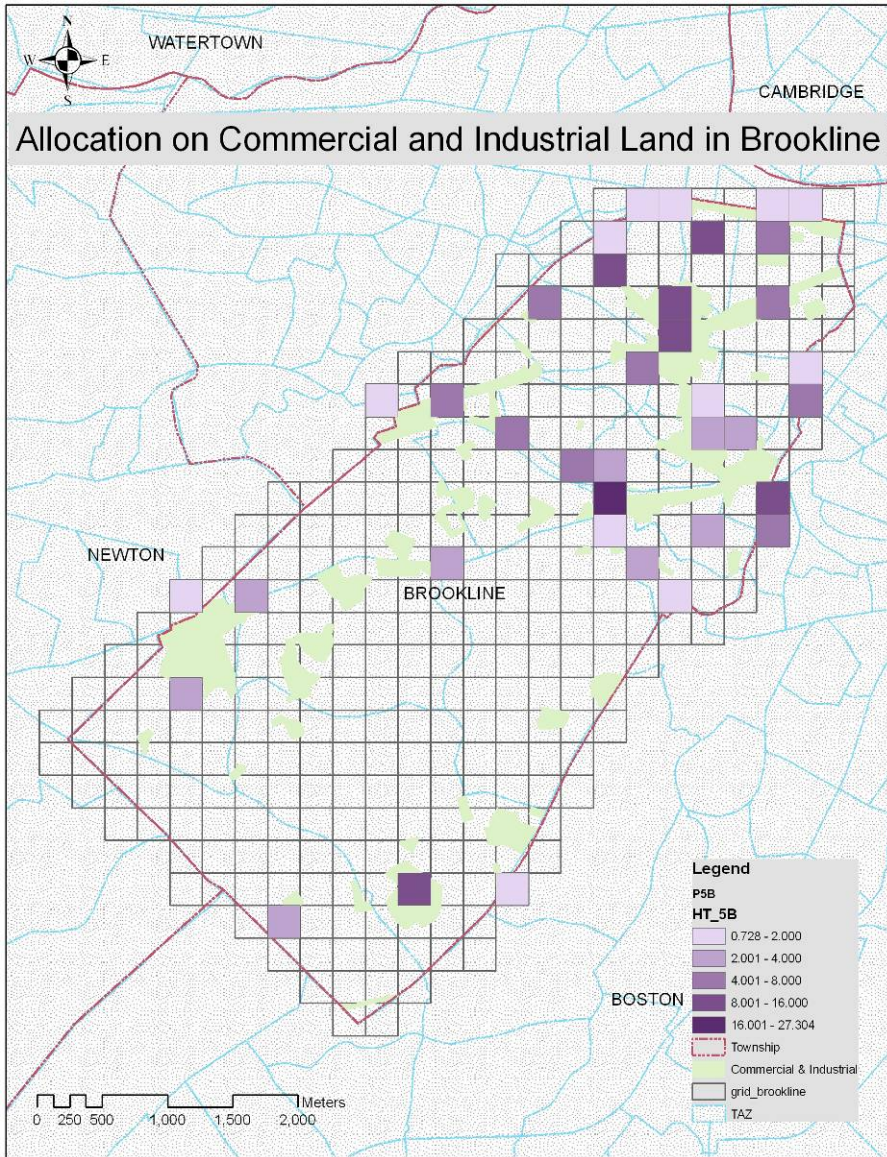 N
W E
S
WATERTOWN
CAMBRIDGE
Allocation on Commercial and Industrial Land in Brookline
NEWTON
BROOKLINE
BOSTON
Legend
P5B
HT_5B
0.728 - 2.000
2.001 - 4.000
4.001 - 8.000
8.001 - 16.000
16.001 - 27.304
Township
Commercial & Industrial
grid_brookline
TAZ
Meters
0 250 500 1,000 1,500 2,000